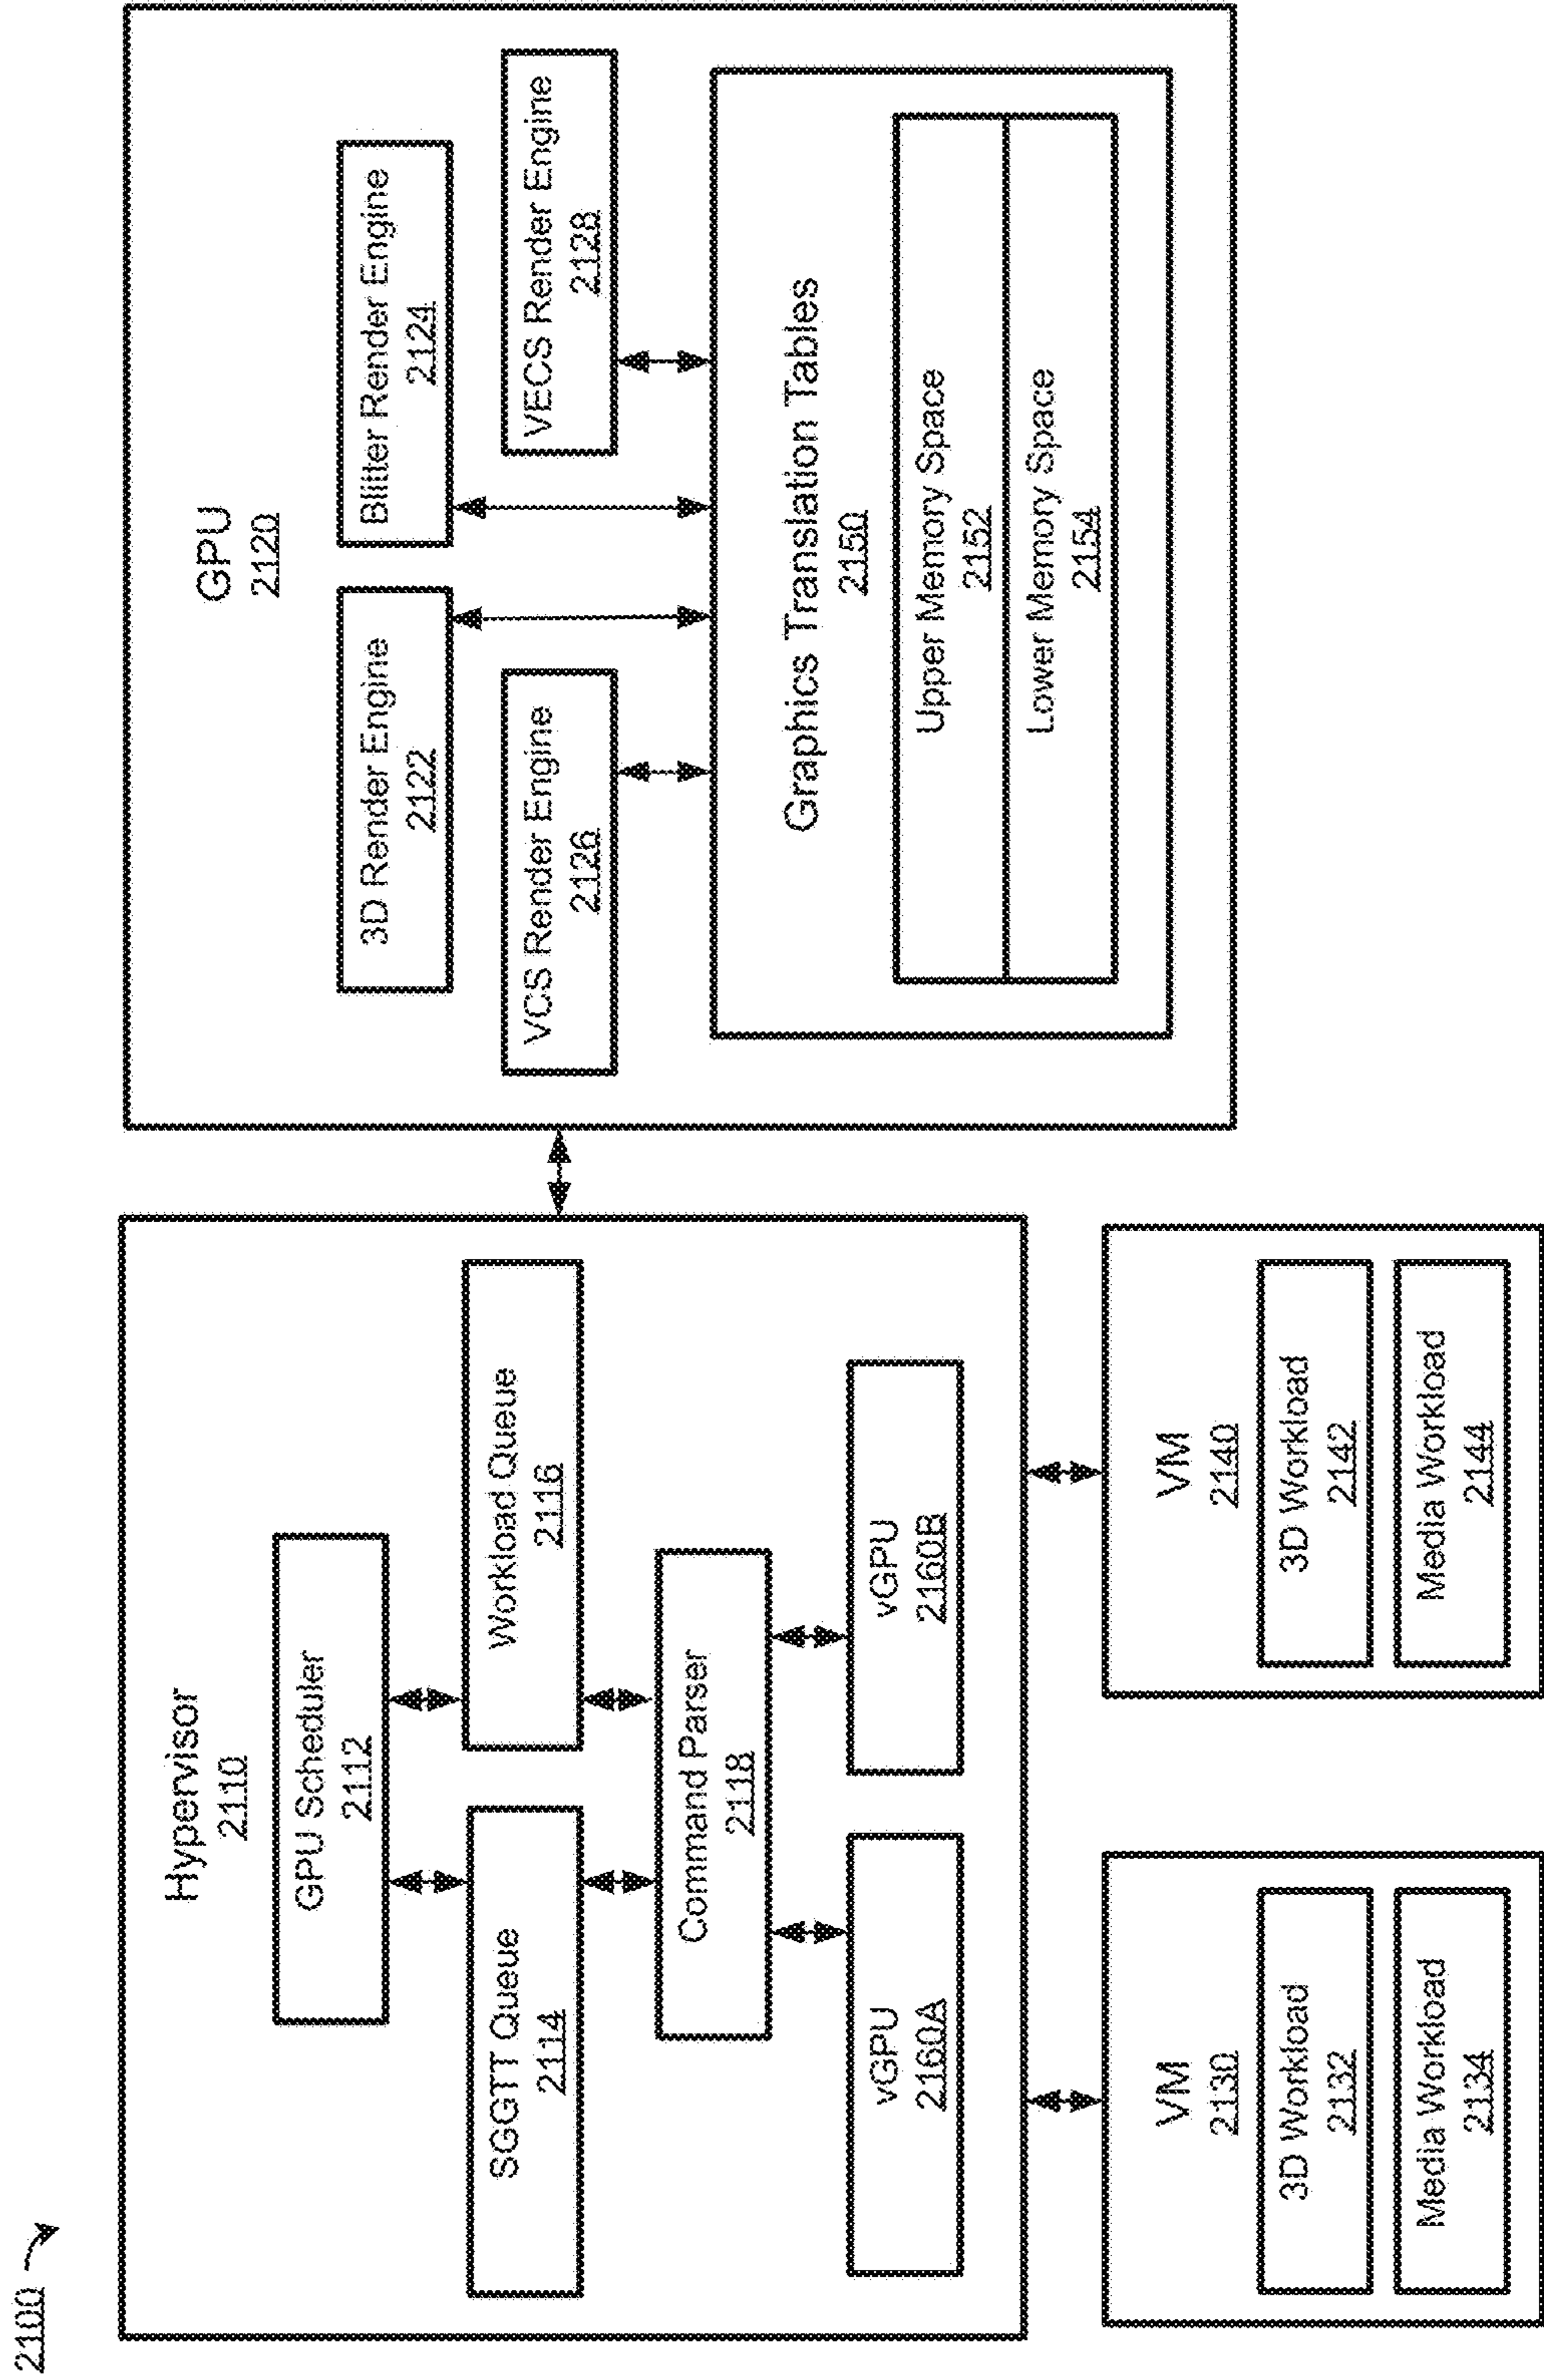 2100
Hypervisor
2110
GPU Scheduler
2112
SGGTT Queue
2114
Workload Queue
2116
Command Parser
2118
vGPU
2160A
vGPU
2160B
VM
2130
3D Workload
2132
Media Workload
2134
VM
2140
3D Workload
2142
Media Workload
2144
GPU
2120
3D Render Engine
2122
Blitter Render Engine
2124
VCS Render Engine
2126
VECS Render Engine
2128
Graphics Translation Tables
2150
Upper Memory Space
2152
Lower Memory Space
2154